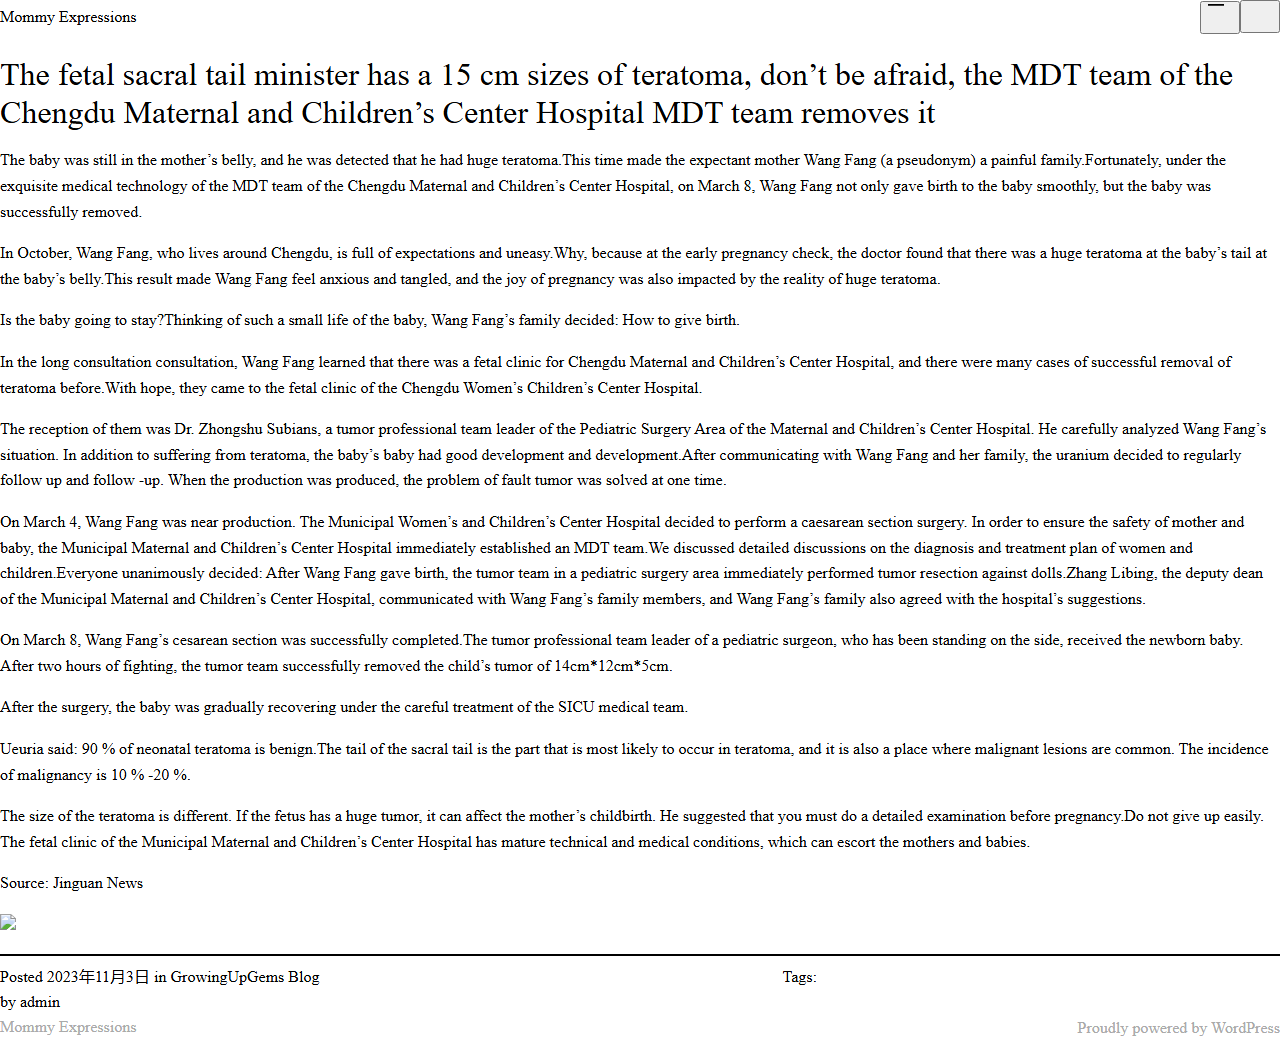 Mommy Expressions
The fetal sacral tail minister has a 15 cm sizes of teratoma, don’t be afraid, the MDT team of the
Chengdu Maternal and Children’s Center Hospital MDT team removes it
The baby was still in the mother’s belly, and he was detected that he had huge teratoma.This time made the expectant mother Wang Fang (a pseudonym) a painful family.Fortunately, under the
exquisite medical technology of the MDT team of the Chengdu Maternal and Children’s Center Hospital, on March 8, Wang Fang not only gave birth to the baby smoothly, but the baby was
successfully removed.
In October, Wang Fang, who lives around Chengdu, is full of expectations and uneasy.Why, because at the early pregnancy check, the doctor found that there was a huge teratoma at the baby’s tail at
the baby’s belly.This result made Wang Fang feel anxious and tangled, and the joy of pregnancy was also impacted by the reality of huge teratoma.
Is the baby going to stay?Thinking of such a small life of the baby, Wang Fang’s family decided: How to give birth.
In the long consultation consultation, Wang Fang learned that there was a fetal clinic for Chengdu Maternal and Children’s Center Hospital, and there were many cases of successful removal of
teratoma before.With hope, they came to the fetal clinic of the Chengdu Women’s Children’s Center Hospital.
The reception of them was Dr. Zhongshu Subians, a tumor professional team leader of the Pediatric Surgery Area of the Maternal and Children’s Center Hospital. He carefully analyzed Wang Fang’s
situation. In addition to suffering from teratoma, the baby’s baby had good development and development.After communicating with Wang Fang and her family, the uranium decided to regularly
follow up and follow -up. When the production was produced, the problem of fault tumor was solved at one time.
On March 4, Wang Fang was near production. The Municipal Women’s and Children’s Center Hospital decided to perform a caesarean section surgery. In order to ensure the safety of mother and
baby, the Municipal Maternal and Children’s Center Hospital immediately established an MDT team.We discussed detailed discussions on the diagnosis and treatment plan of women and
children.Everyone unanimously decided: After Wang Fang gave birth, the tumor team in a pediatric surgery area immediately performed tumor resection against dolls.Zhang Libing, the deputy dean
of the Municipal Maternal and Children’s Center Hospital, communicated with Wang Fang’s family members, and Wang Fang’s family also agreed with the hospital’s suggestions.
On March 8, Wang Fang’s cesarean section was successfully completed.The tumor professional team leader of a pediatric surgeon, who has been standing on the side, received the newborn baby.
After two hours of fighting, the tumor team successfully removed the child’s tumor of 14cm*12cm*5cm.
After the surgery, the baby was gradually recovering under the careful treatment of the SICU medical team.
Ueuria said: 90 % of neonatal teratoma is benign.The tail of the sacral tail is the part that is most likely to occur in teratoma, and it is also a place where malignant lesions are common. The incidence
of malignancy is 10 % -20 %.
The size of the teratoma is different. If the fetus has a huge tumor, it can affect the mother’s childbirth. He suggested that you must do a detailed examination before pregnancy.Do not give up easily.
The fetal clinic of the Municipal Maternal and Children’s Center Hospital has mature technical and medical conditions, which can escort the mothers and babies.
Source: Jinguan News
Posted 2023年11月3日 in GrowingUpGems Blog
by admin
Tags:
Mommy Expressions
Proudly powered by WordPress